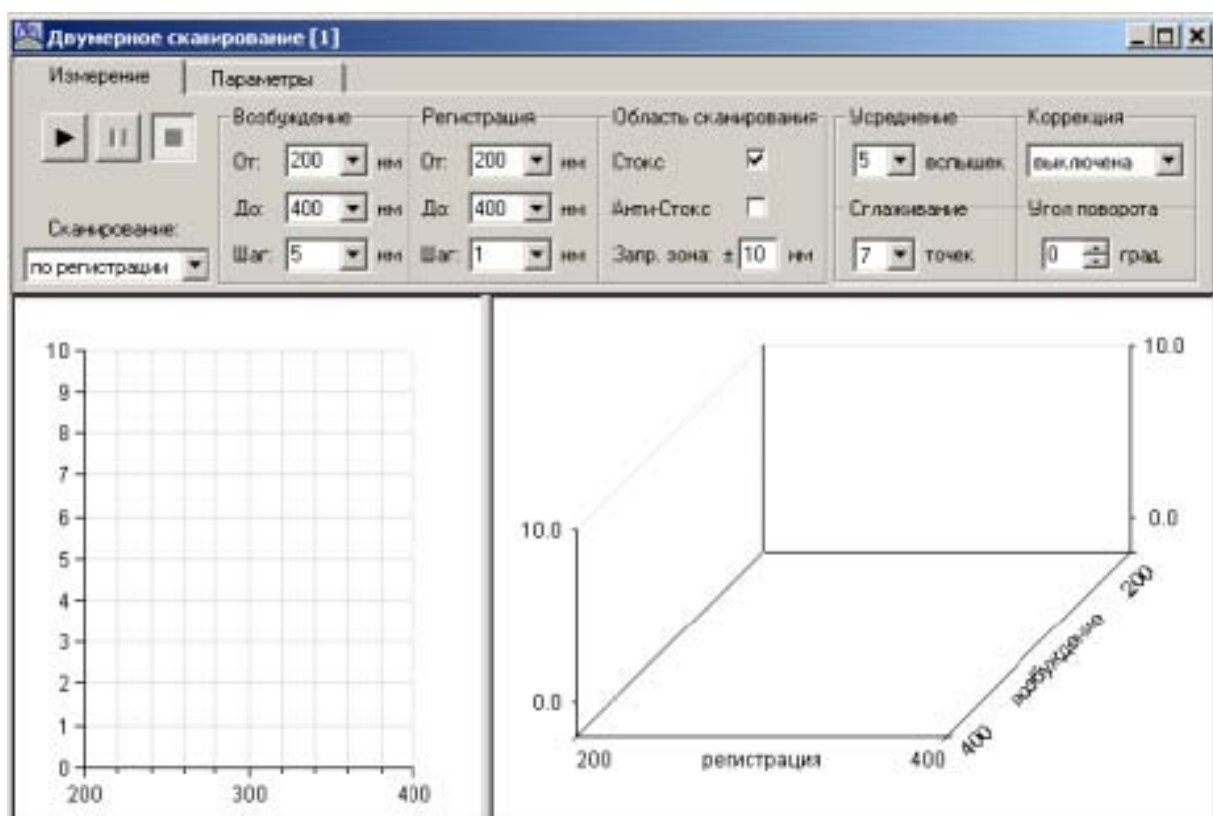 Двумерное сканирование [1]
Измерение Параметры
Возбуждение Регистрация Область сканирования Усреднение Коррекция
От: 200 нм От: 200 нм Стокс 5 вспышек выключена
До: 400 нм До: 400 нм Анти-Стокс Сглаживание Угол поворота
Сканирование:
по регистрации Шаг: 5 нм Шаг: 1 нм Запр. зона: ± 10 нм 7 точек 0 град.
10
9
8
7
6
5
4
3
2
1
0
200 300 400
10.0
0.0
10.0
0.0
200 регистрация 400
400 возбуждение 200